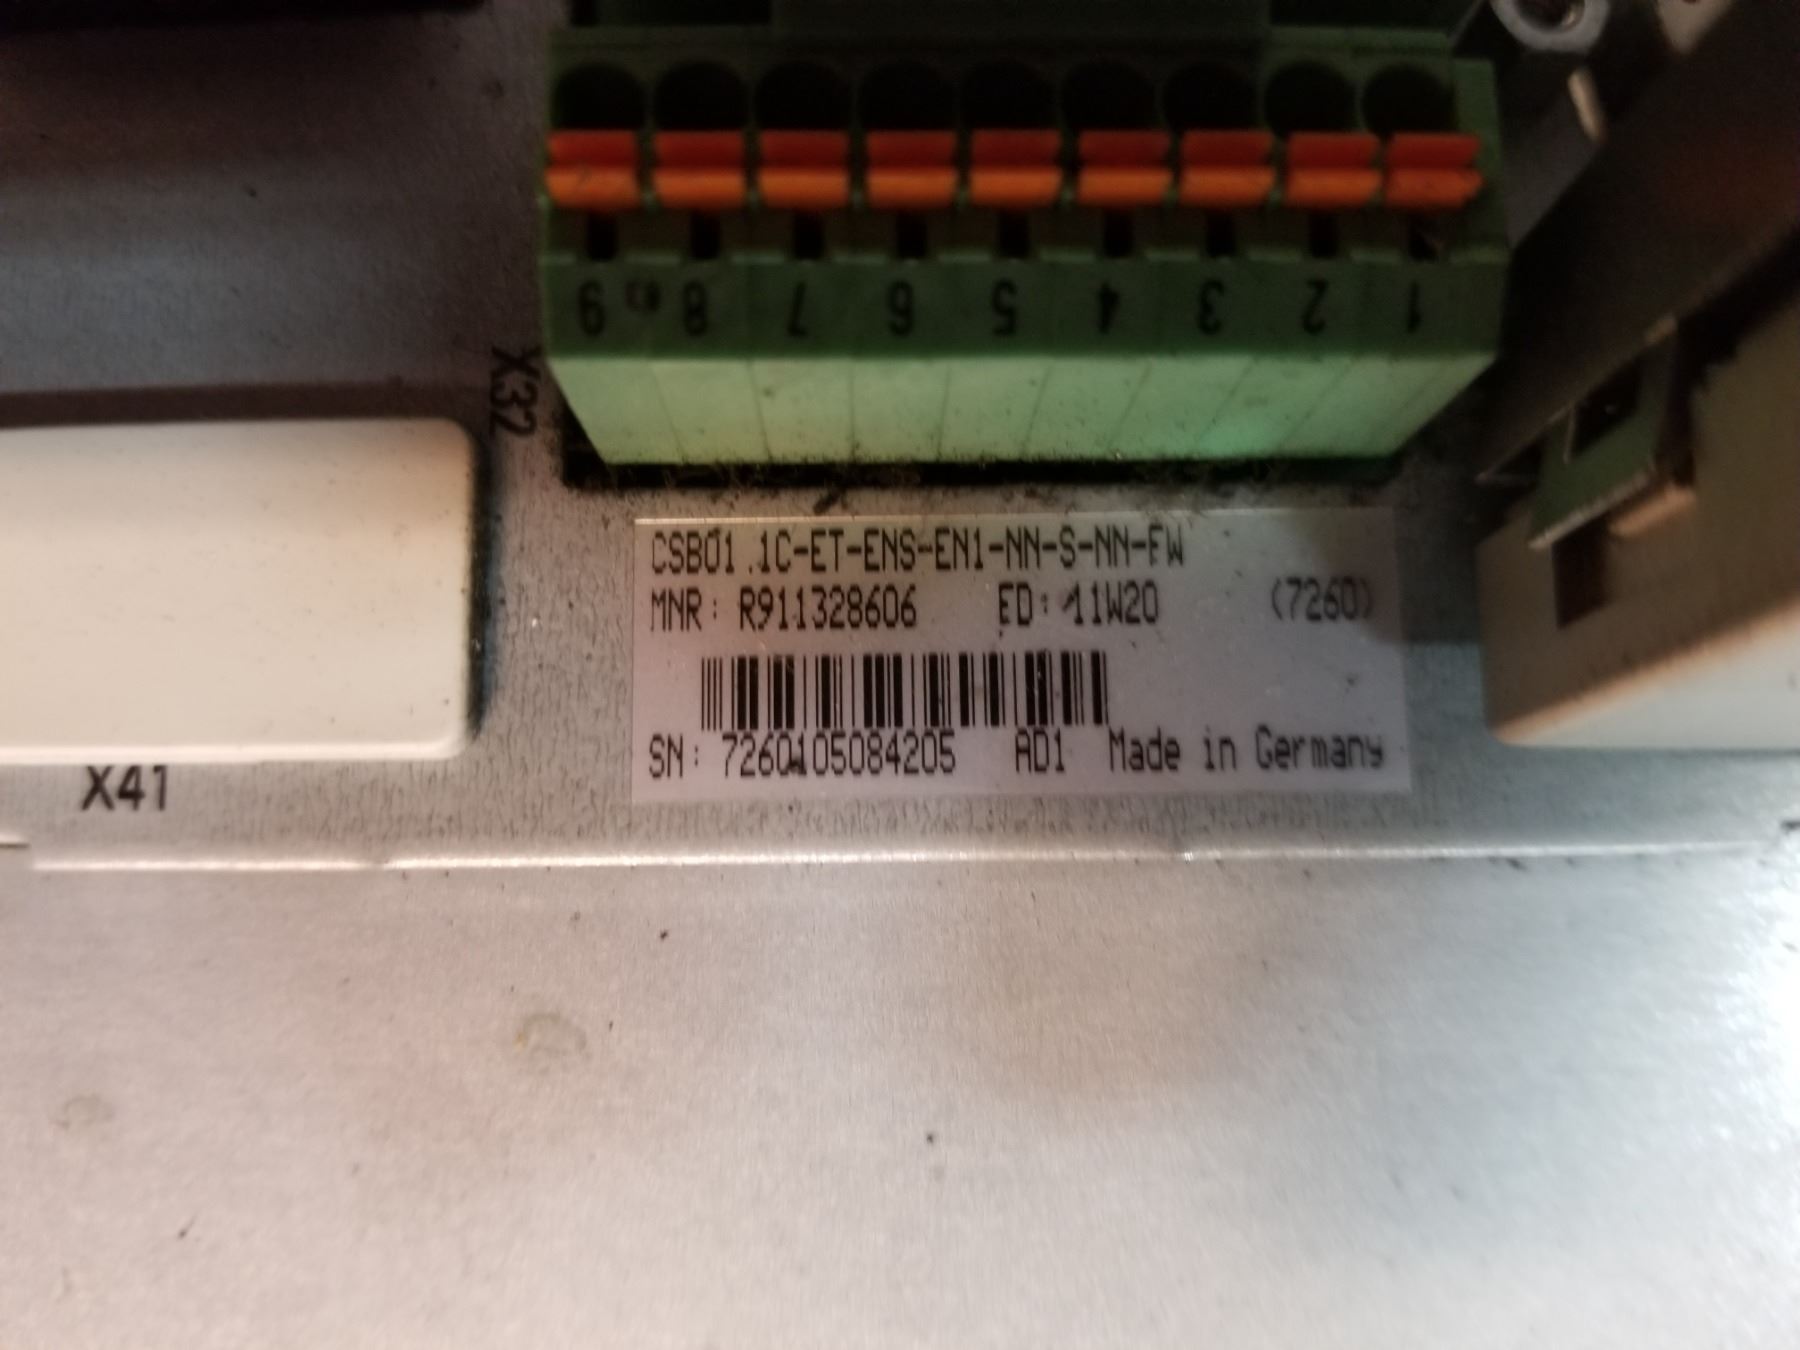 9 8 7 6 5 4 3 2 1
X32
CSB01.1C-ET-ENS-EN1-NN-S-NN-FW
MNR: R911328606 ED: 11W20 (7260)
SN: 7260105084205 AD1 Made in Germany
X41